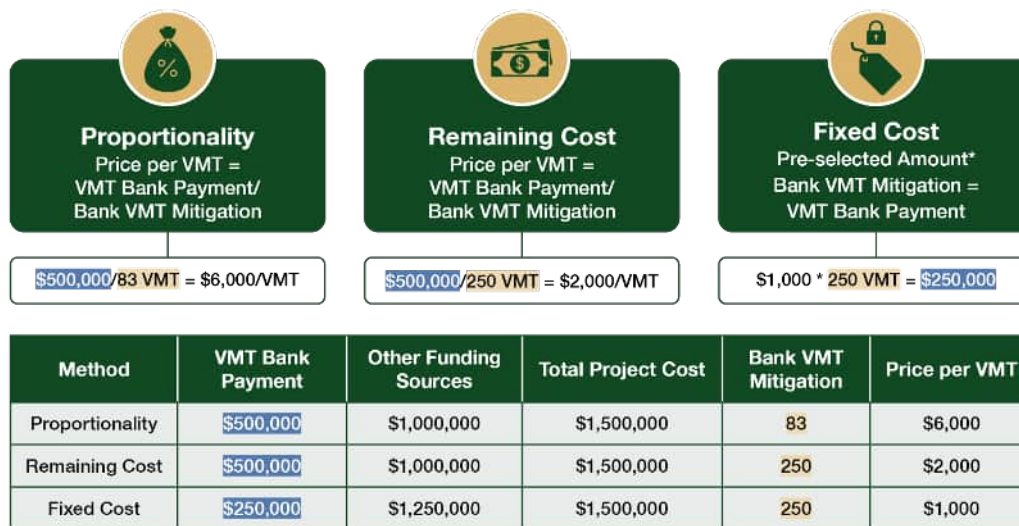 %
$
Proportionality
Price per VMT =
VMT Bank Payment/
Bank VMT Mitigation
Remaining Cost
Price per VMT =
VMT Bank Payment/
Bank VMT Mitigation
Fixed Cost
Pre-selected Amount*
Bank VMT Mitigation =
VMT Bank Payment
$500,000/83 VMT = $6,000/VMT
$500,000/250 VMT = $2,000/VMT
$1,000 * 250 VMT = $250,000
Method VMT Bank Payment Other Funding Sources Total Project Cost Bank VMT Mitigation Price per VMT
Proportionality $500,000 $1,000,000 $1,500,000 83 $6,000
Remaining Cost $500,000 $1,000,000 $1,500,000 250 $2,000
Fixed Cost $250,000 $1,250,000 $1,500,000 250 $1,000